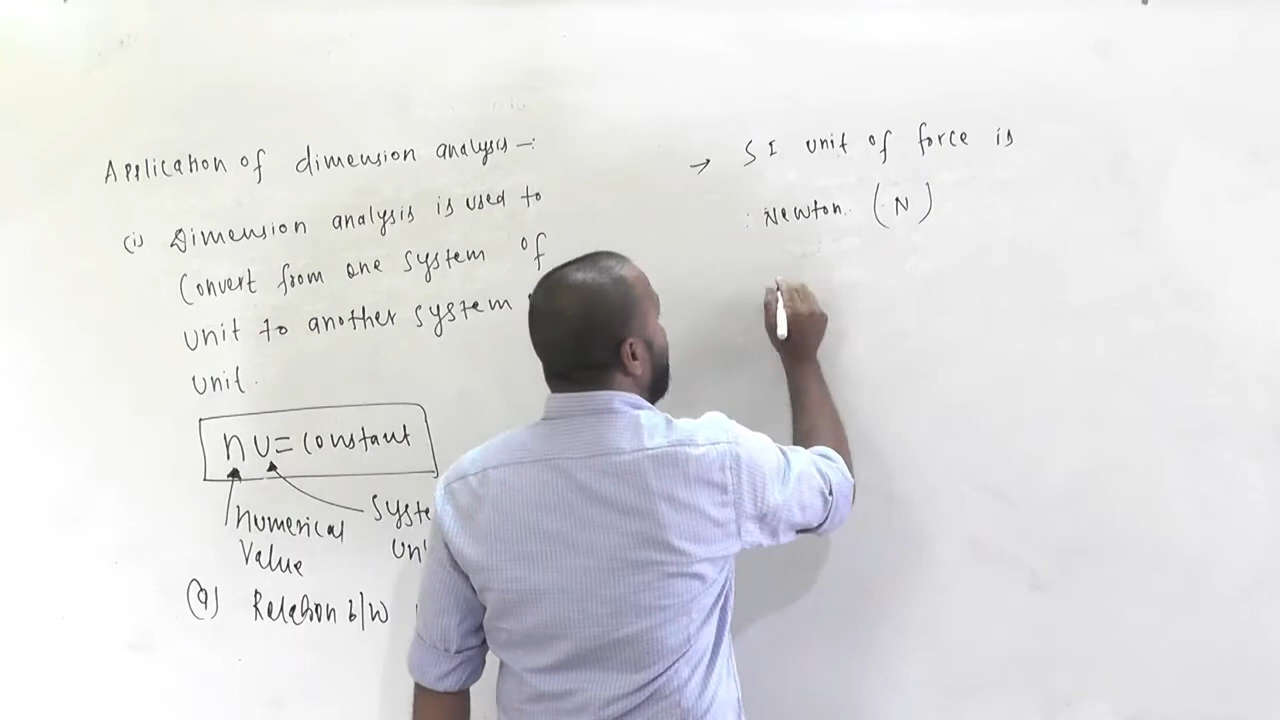 Application of dimension analysis -:
(i) Dimension analysis is used to
Convert from one system of
unit to another system
unit.
nu = constant
numerical
value
syste
uni
(a) Relation b/w
→ SI unit of force is
Newton. (N)